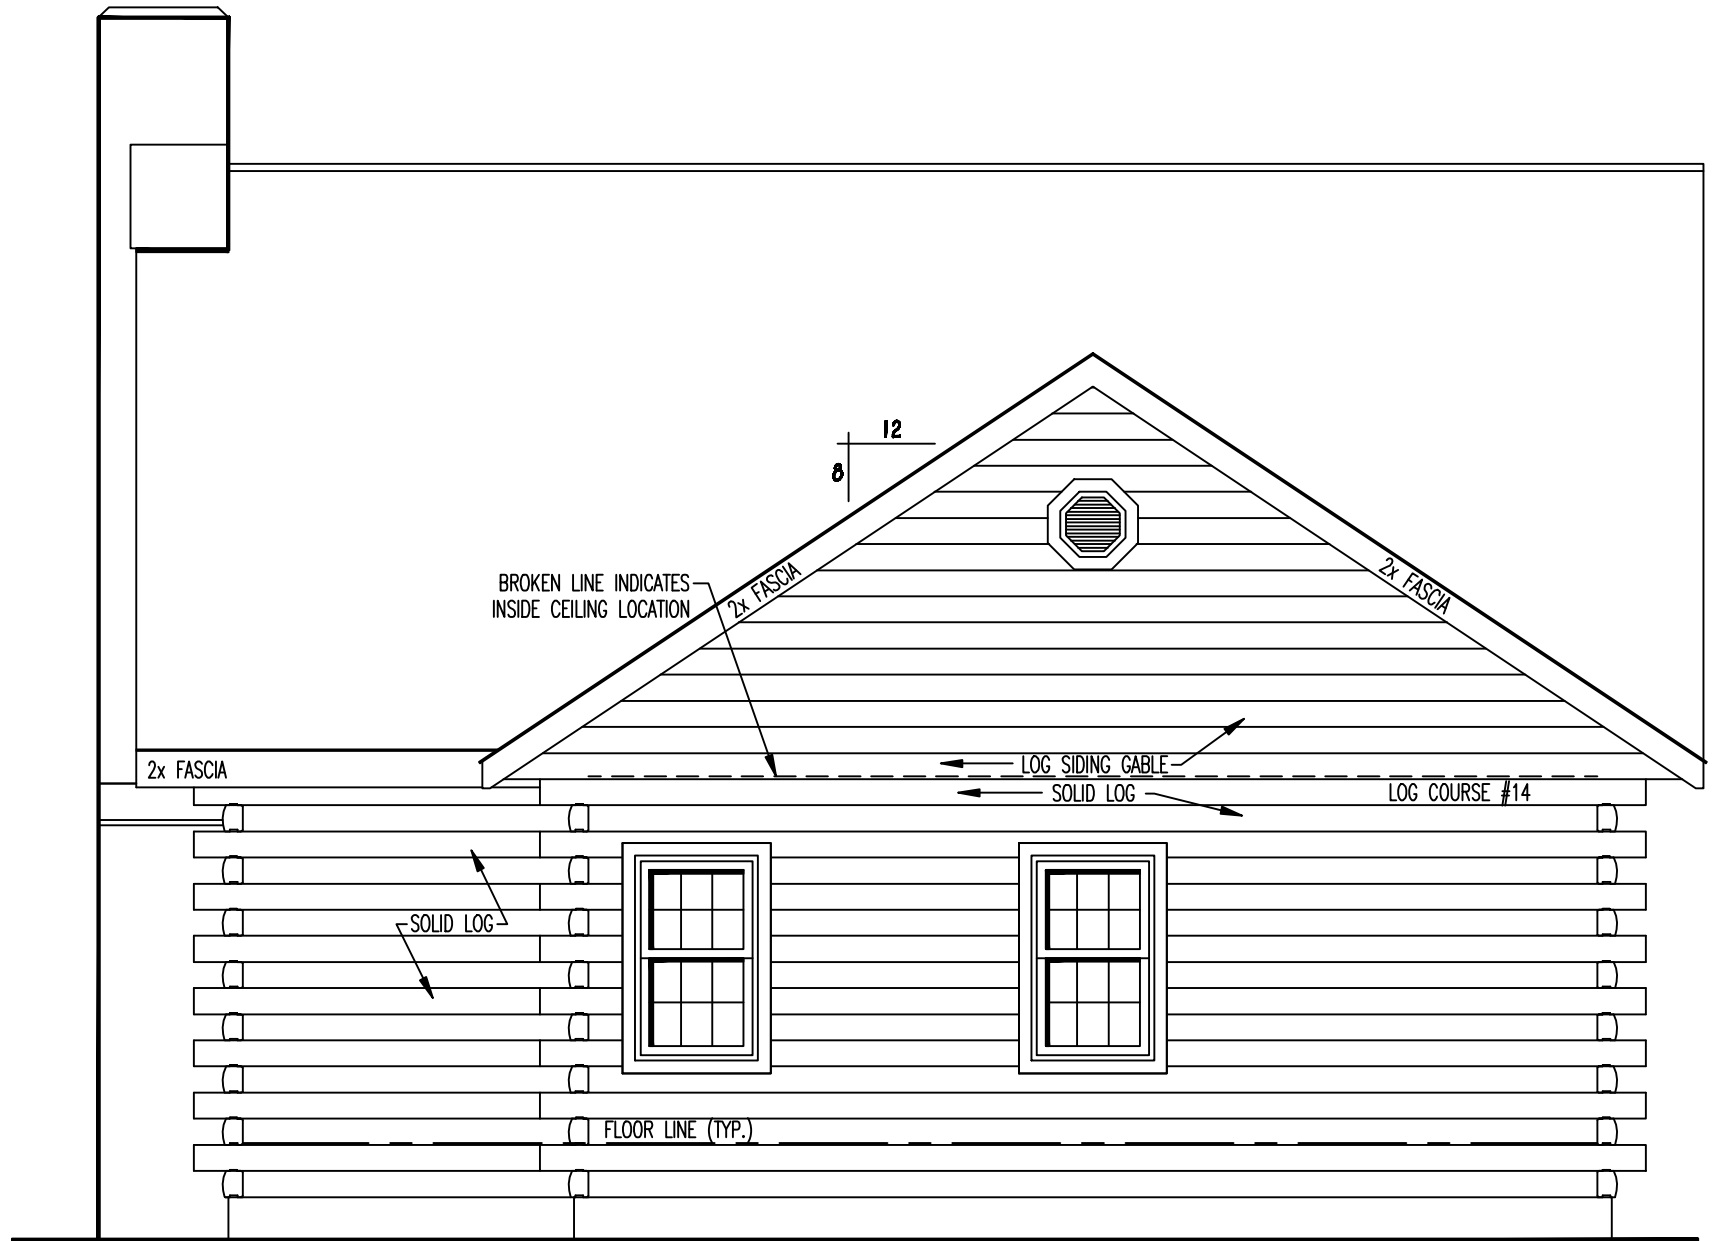 12
8
BROKEN LINE INDICATES
INSIDE CEILING LOCATION
2x FASCIA
2x FASCIA
2x FASCIA
LOG SIDING GABLE
SOLID LOG
LOG COURSE #14
SOLID LOG
FLOOR LINE (TYP.)